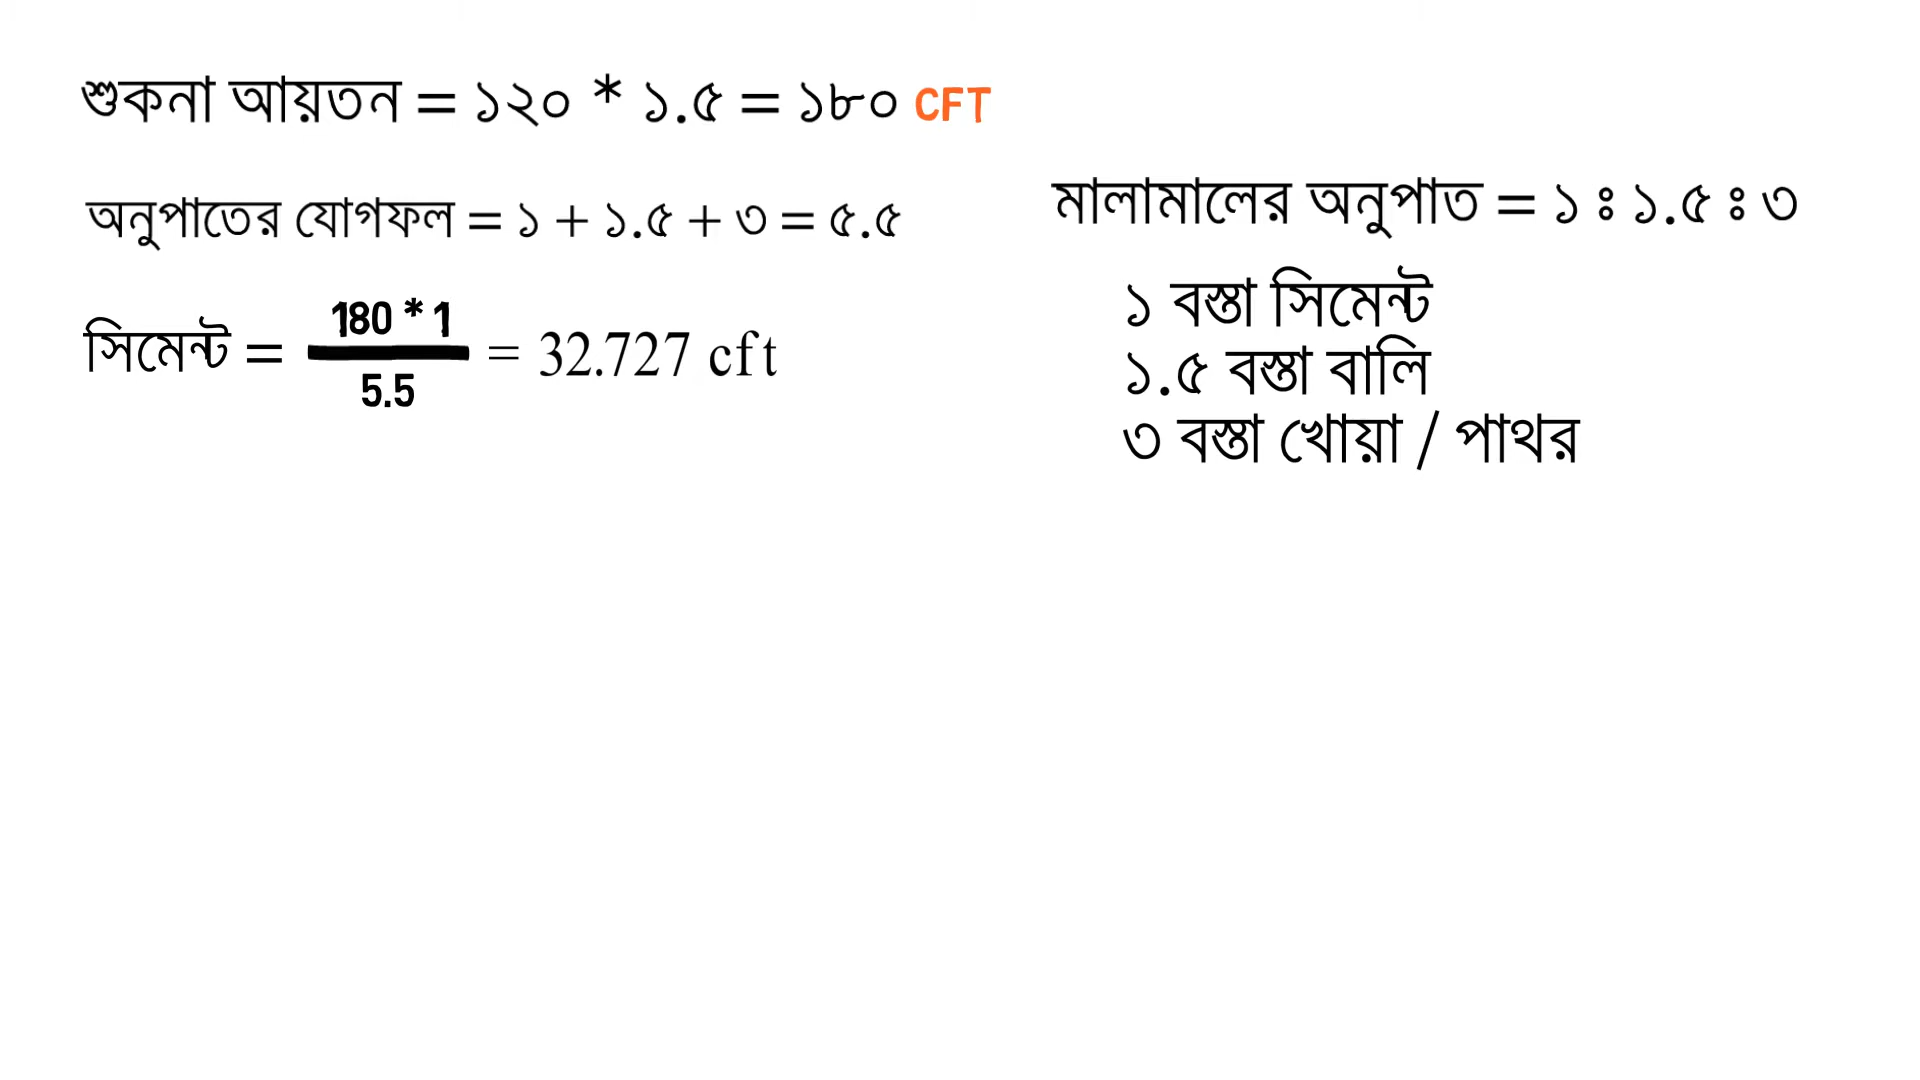 শুকনা আয়তন = ১২০ * ১.৫ = ১৮০ CFT
অনুপাতের যোগফল = ১ + ১.৫ + ৩ = ৫.৫
সিমেন্ট = 180 * 1
5.5
= 32.727 cft
মালামালের অনুপাত = ১ ঃ ১.৫ ঃ ৩
১ বস্তা সিমেন্ট
১.৫ বস্তা বালি
৩ বস্তা খোয়া / পাথর